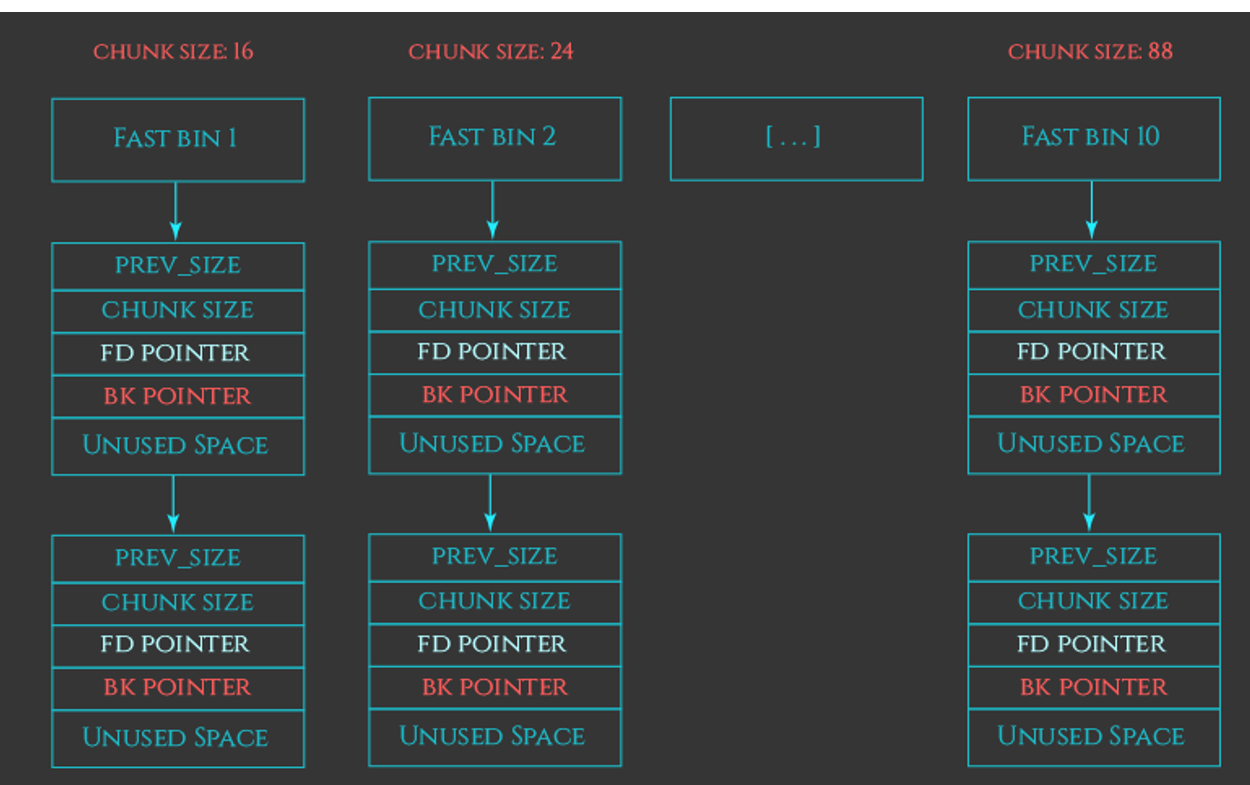 CHUNK SIZE: 16
CHUNK SIZE: 24
CHUNK SIZE: 88
FAST BIN 1
FAST BIN 2
[ . . . ]
FAST BIN 10
PREV_SIZE
CHUNK SIZE
FD POINTER
BK POINTER
UNUSED SPACE
PREV_SIZE
CHUNK SIZE
FD POINTER
BK POINTER
UNUSED SPACE
PREV_SIZE
CHUNK SIZE
FD POINTER
BK POINTER
UNUSED SPACE
PREV_SIZE
CHUNK SIZE
FD POINTER
BK POINTER
UNUSED SPACE
PREV_SIZE
CHUNK SIZE
FD POINTER
BK POINTER
UNUSED SPACE
PREV_SIZE
CHUNK SIZE
FD POINTER
BK POINTER
UNUSED SPACE